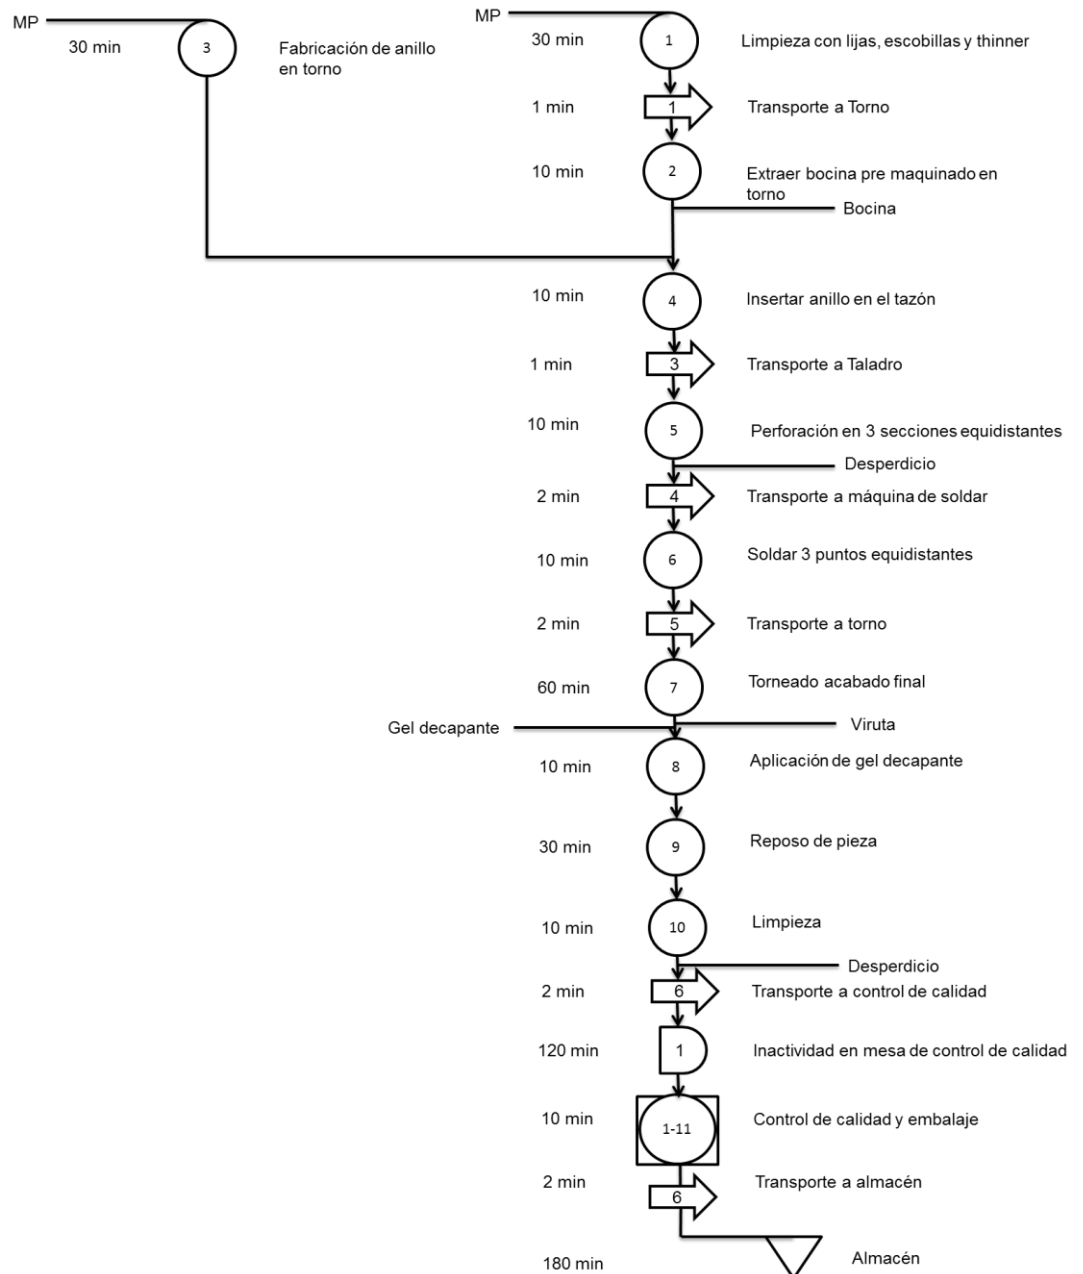 MP
30 min
3
Fabricación de anillo
en torno
MP
30 min
1
Limpieza con lijas, escobillas y thinner
1 min
1
Transporte a Torno
10 min
2
Extraer bocina pre maquinado en
torno
Bocina
10 min
4
Insertar anillo en el tazón
1 min
3
Transporte a Taladro
10 min
5
Perforación en 3 secciones equidistantes
Desperdicio
2 min
4
Transporte a máquina de soldar
10 min
6
Soldar 3 puntos equidistantes
2 min
5
Transporte a torno
60 min
7
Torneado acabado final
Gel decapante
Viruta
10 min
8
Aplicación de gel decapante
30 min
9
Reposo de pieza
10 min
10
Limpieza
Desperdicio
2 min
6
Transporte a control de calidad
120 min
1
Inactividad en mesa de control de calidad
10 min
1-11
Control de calidad y embalaje
2 min
6
Transporte a almacén
180 min
Almacén